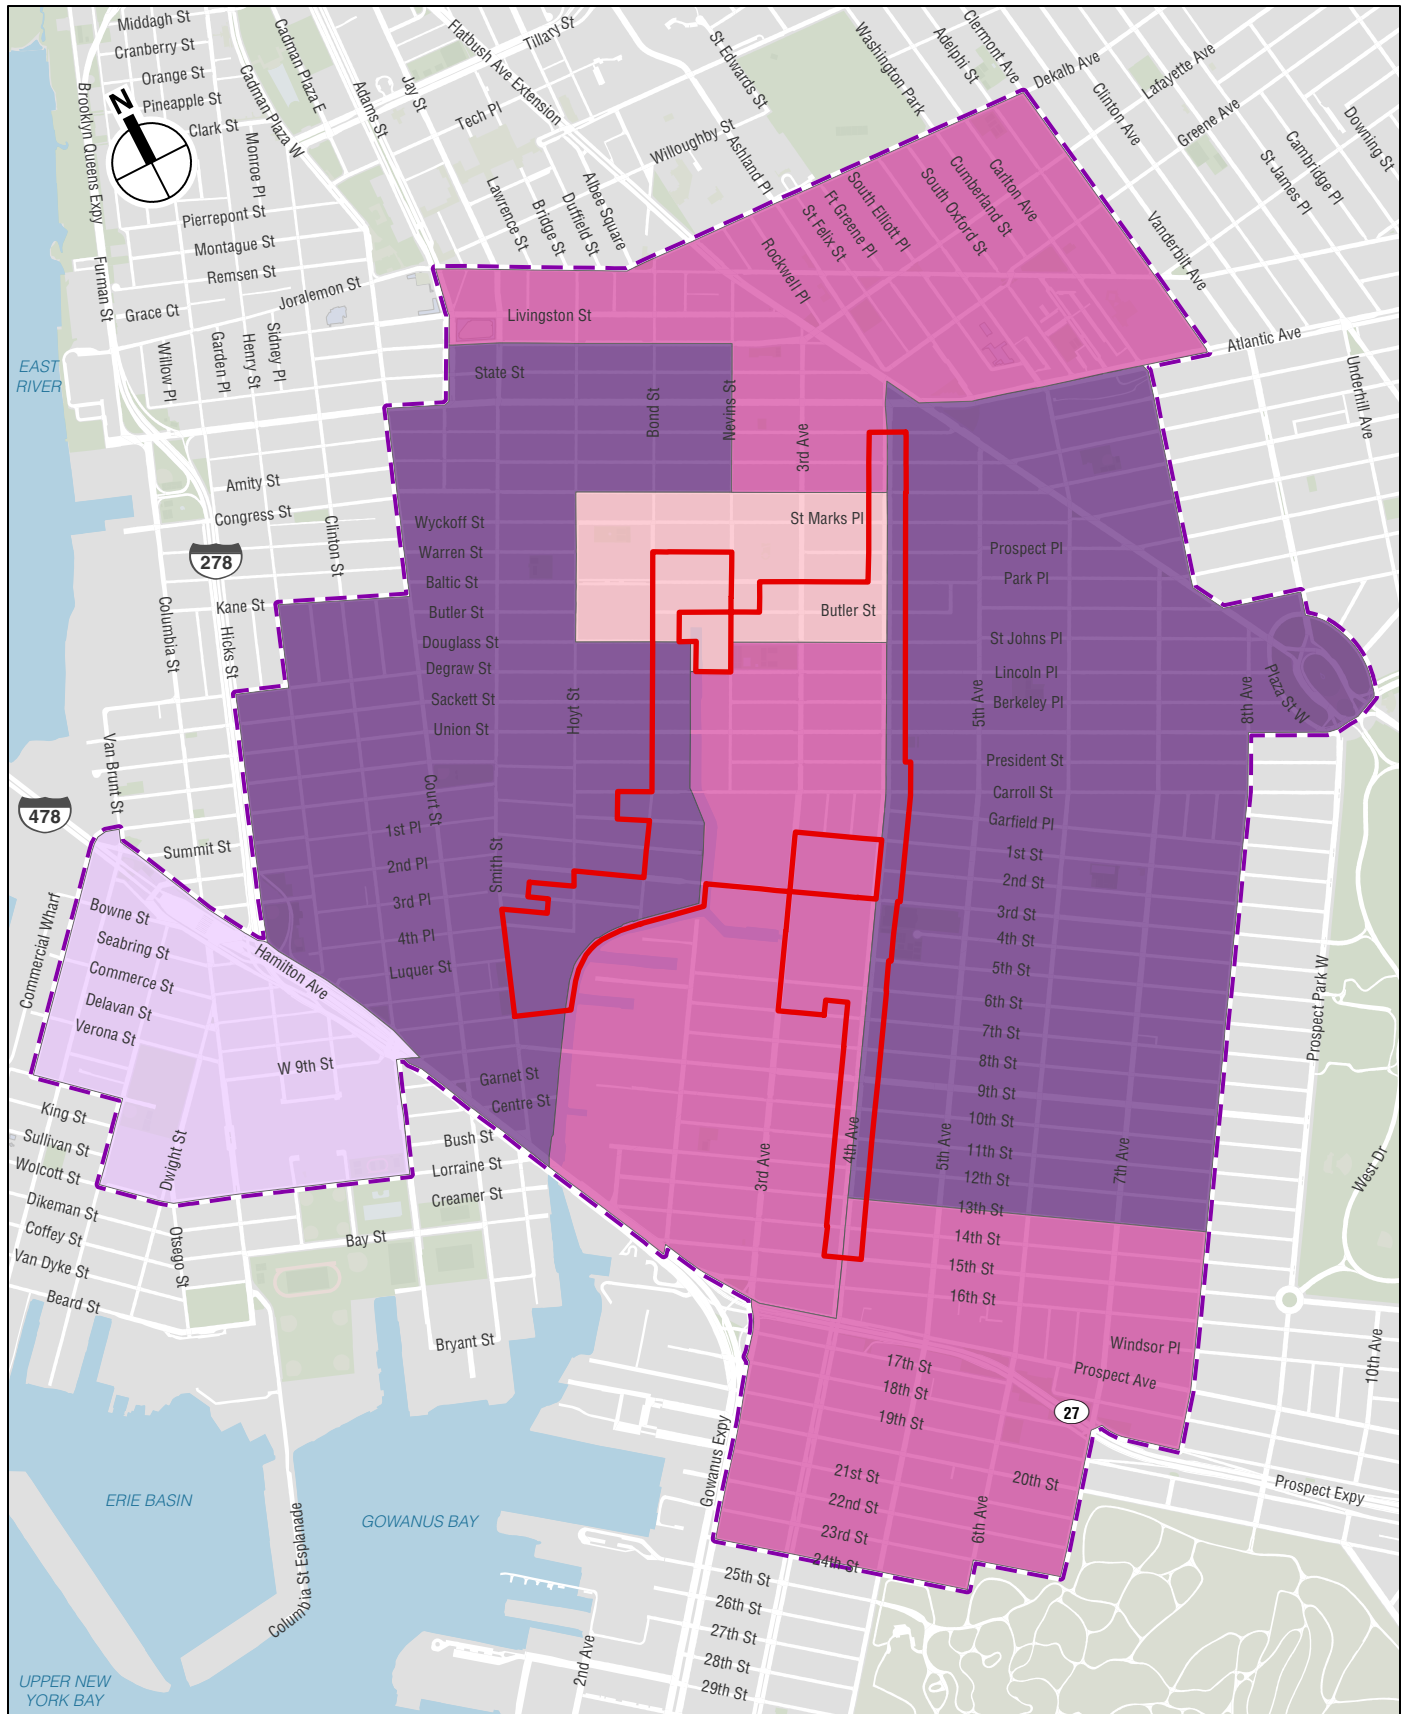 Middagh St
Cranberry St
Orange St
Pineapple St
Clark St
N
Brooklyn Queens Expy
Monroe Pl
Cadman Plaza W
Cadman Plaza E
Adams St
Jay St
Flatbush Ave Extension
Tillary St
Tech Pl
St Edwards St
Willoughby St
Ashland Pl
Washington Park
Adelphi St
Clermont Ave
Dekalb Ave
Lafayette Ave
Clinton Ave
Greene Ave
Downing St
Cambridge Pl
St James Pl
Vanderbilt Ave
Pierrepont St
Montague St
Remsen St
Joralemon St
Grace Ct
Furman St
Willow Pl
Garden Pl
Henry St
Sidney Pl
Lawrence St
Bridge St
Duffield St
Albee Square
Rockwell Pl
St Felix St
Ft Greene Pl
South Elliott Pl
South Oxford St
Cumberland St
Carlton Ave
Livingston St
Atlantic Ave
Underhill Ave
EAST
RIVER
State St
Bond St
Nevins St
3rd Ave
Amity St
Congress St
Clinton St
278
Kane St
Columbia St
Hicks St
Wyckoff St
Warren St
Baltic St
Butler St
Douglass St
Degraw St
Sackett St
Union St
Hoyt St
St Marks Pl
Butler St
Prospect Pl
Park Pl
St Johns Pl
Lincoln Pl
Berkeley Pl
5th Ave
8th Ave
Plaza St W
President St
Carroll St
Garfield Pl
1st St
2nd St
3rd St
4th St
5th St
6th St
7th St
8th St
9th St
10th St
11th St
12th St
13th St
14th St
15th St
16th St
Van Brunt St
478
Court St
Smith St
1st Pl
2nd Pl
3rd Pl
4th Pl
Luquer St
Summit St
Commercial Wharf
Bowne St
Seabring St
Commerce St
Delavan St
Verona St
Hamilton Ave
W 9th St
Garnet St
Centre St
Bush St
Lorraine St
Creamer St
King St
Sullivan St
Wolcott St
Dikeman St
Coffey St
Van Dyke St
Beard St
Dwight St
Otsego St
Bay St
Bryant St
3rd Ave
4th Ave
5th Ave
7th Ave
Prospect Park W
West Dr
10th Ave
Windsor Pl
Prospect Ave
27
17th St
18th St
19th St
20th St
21st St
22nd St
23rd St
24th St
6th Ave
Prospect Expy
Gowanus Expy
25th St
26th St
27th St
28th St
29th St
2nd Ave
ERIE BASIN
GOWANUS BAY
Columbia St Esplanade
UPPER NEW
YORK BAY